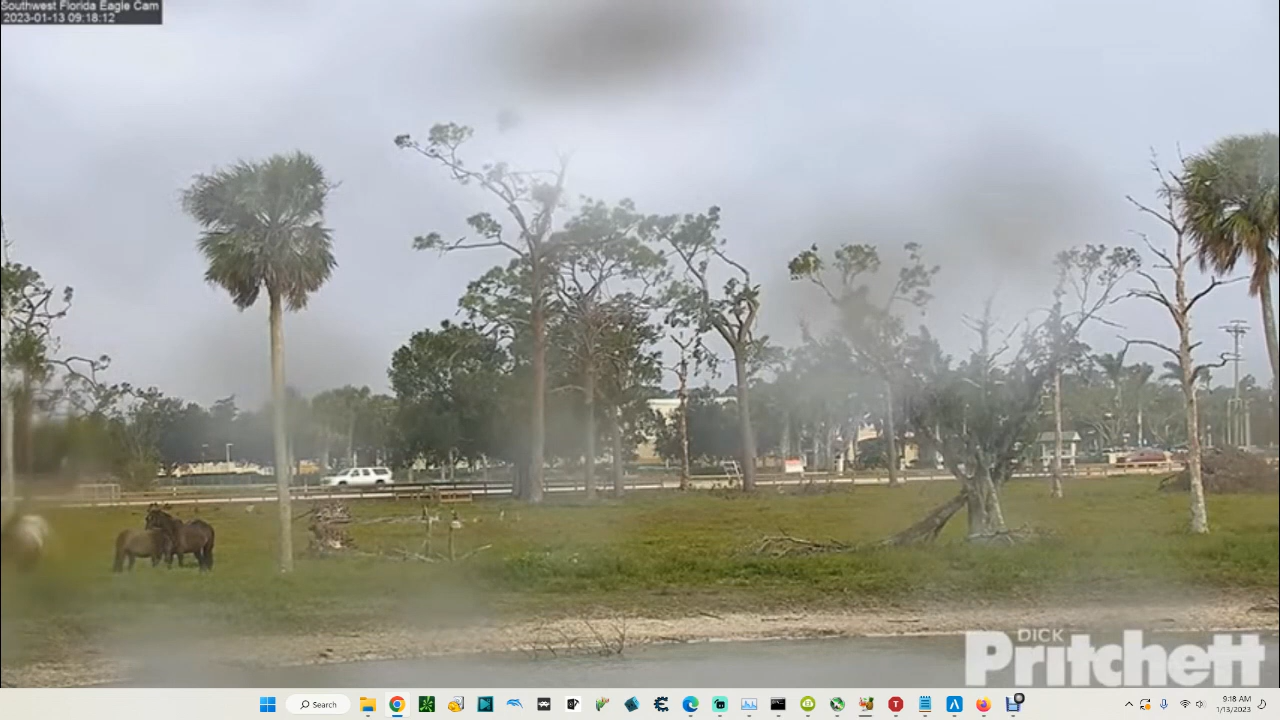 Southwest Florida Eagle Cam
2023-01-13 09:18:12
DICK
Pritchett
Search
9:18 AM
1/13/2023